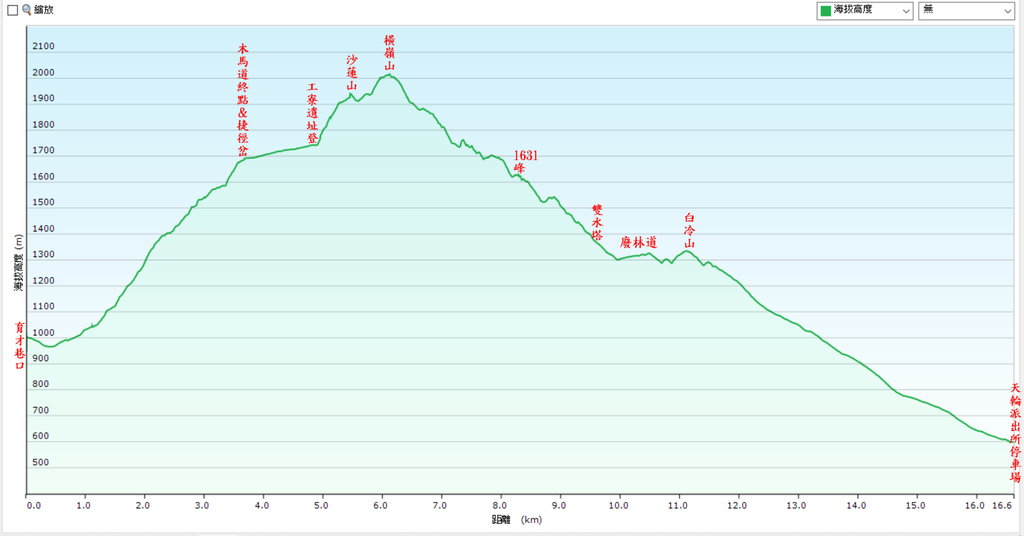 縮放
海拔高度
無
2100
2000
1900
1800
1700
1600
1500
1400
1300
1200
1100
1000
900
800
700
600
500
海拔高度 (m)
育才巷口
木馬道終點&捷徑岔
工寮遺址登
沙蓮山
橫嶺山
1631
峰
雙水塔
廢林道
白冷山
天輪派出所停車場
0.0 1.0 2.0 3.0 4.0 5.0 6.0 7.0 8.0 9.0 10.0 11.0 12.0 13.0 14.0 15.0 16.0 16.6
距離 (km)